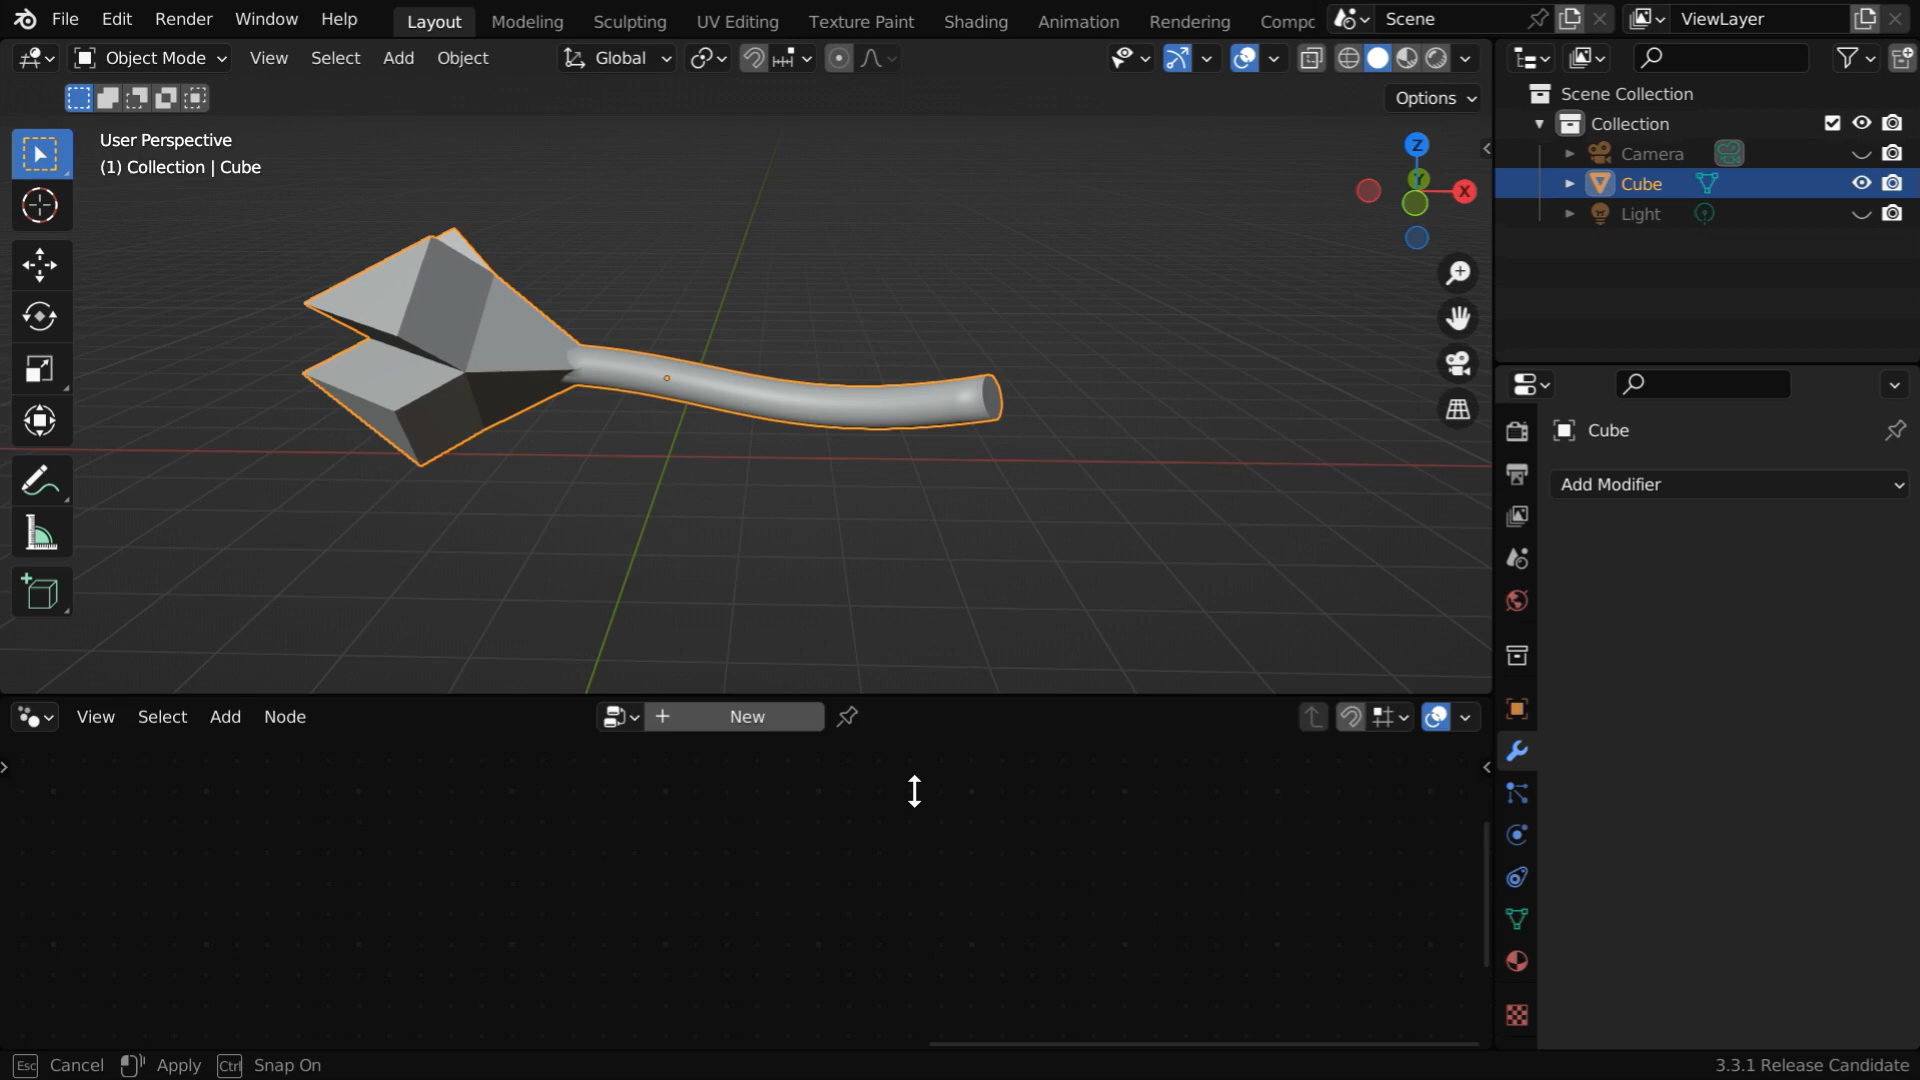 File Edit Render Window Help Layout Modeling Sculpting UV Editing Texture Paint Shading Animation Rendering Compo Scene ViewLayer
Object Mode View Select Add Object Global
Options
User Perspective
(1) Collection | Cube
Z
Y
X
Scene Collection
Collection
Camera
Cube
Light
Cube
Add Modifier
View Select Add Node New
Esc Cancel Apply Ctrl Snap On 3.3.1 Release Candidate